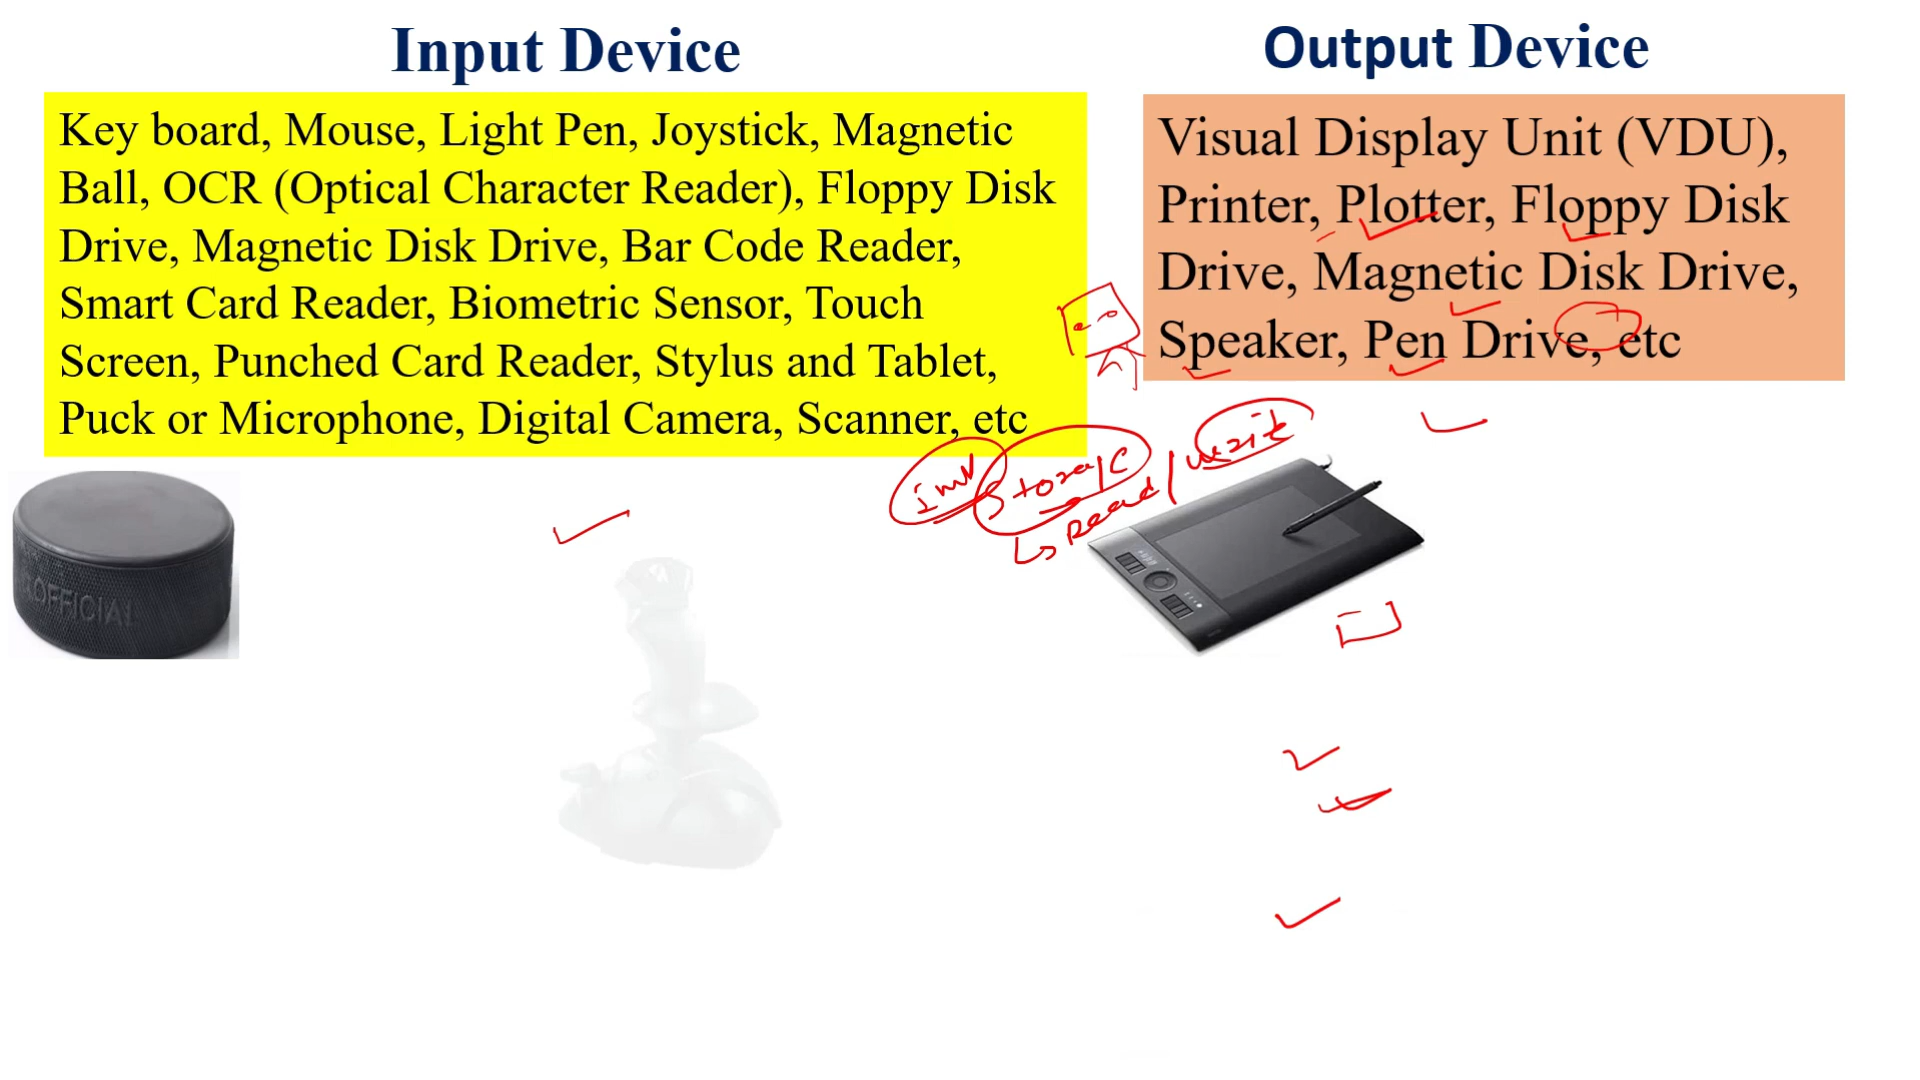 Input Device
Key board, Mouse, Light Pen, Joystick, Magnetic
Ball, OCR (Optical Character Reader), Floppy Disk
Drive, Magnetic Disk Drive, Bar Code Reader,
Smart Card Reader, Biometric Sensor, Touch
Screen, Punched Card Reader, Stylus and Tablet,
Puck or Microphone, Digital Camera, Scanner, etc
Output Device
Visual Display Unit (VDU),
Printer, Plotter, Floppy Disk
Drive, Magnetic Disk Drive,
Speaker, Pen Drive, etc
Storage
Read/
OFFICIAL